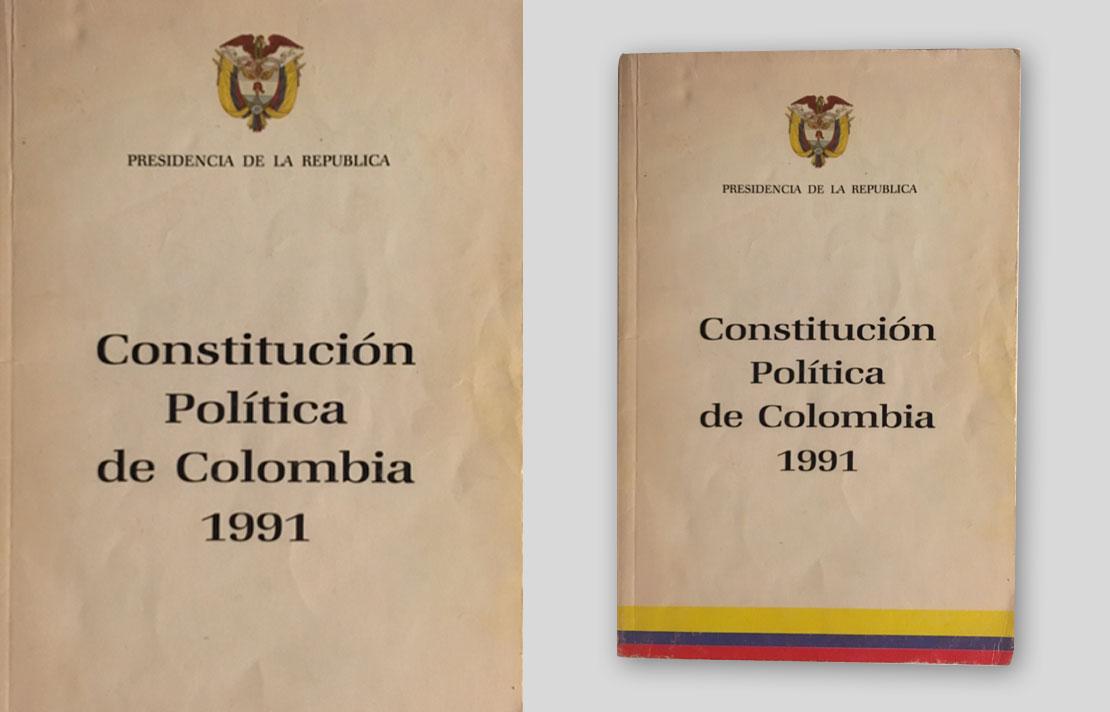 PRESIDENCIA DE LA REPUBLICA
Constitución
Política
de Colombia
1991
PRESIDENCIA DE LA REPUBLICA
Constitución
Política
de Colombia
1991